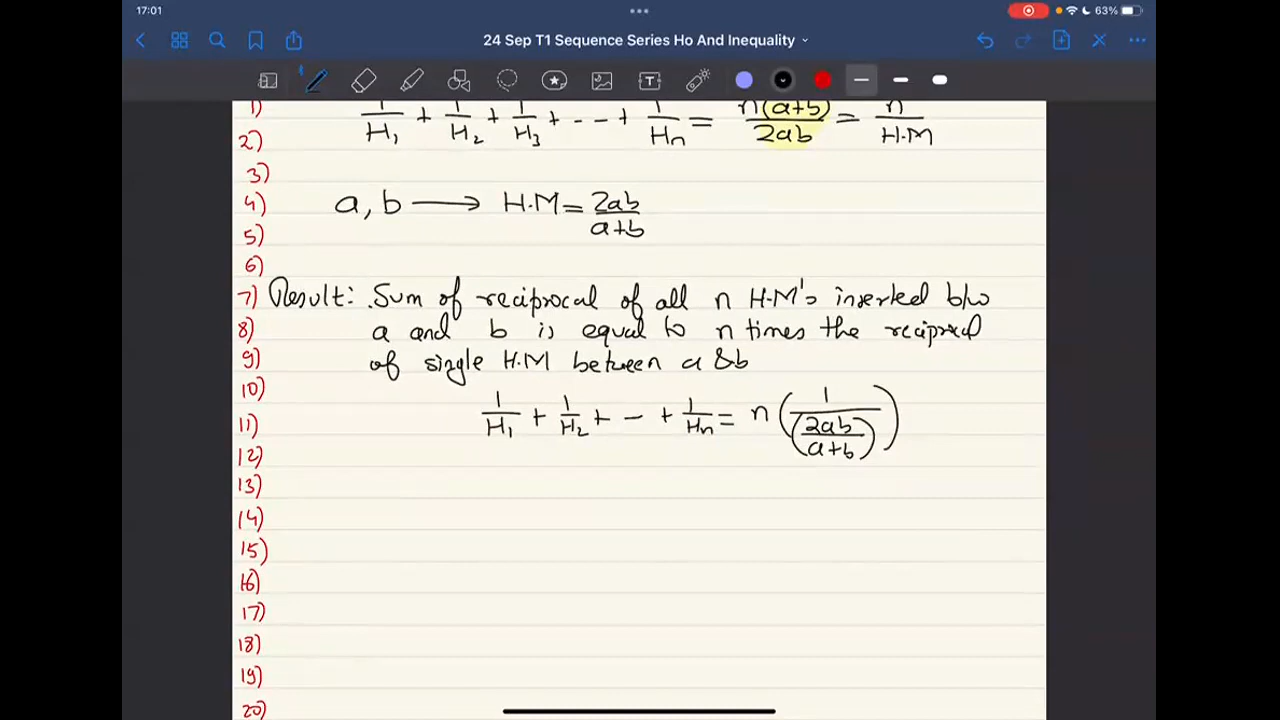 17:01
63%
24 Sep T1 Sequence Series Ho And Inequality
1) 1/H₁ + 1/H₂ + 1/H₃ + -- + 1/Hn = n(a+b)/2ab = n/H.M
2)
3)
4) a, b ⟶ H.M = 2ab/a+b
5)
6)
7) Result: .Sum of reciprocal of all n H.M's inserted b/w
8) a and b is equal to n times the reciprocal
9) of single H.M between a & b
10)
11) 1/H₁ + 1/H₂ + - + 1/Hn = n(1/(2ab/a+b))
12)
13)
14)
15)
16)
17)
18)
19)
20)